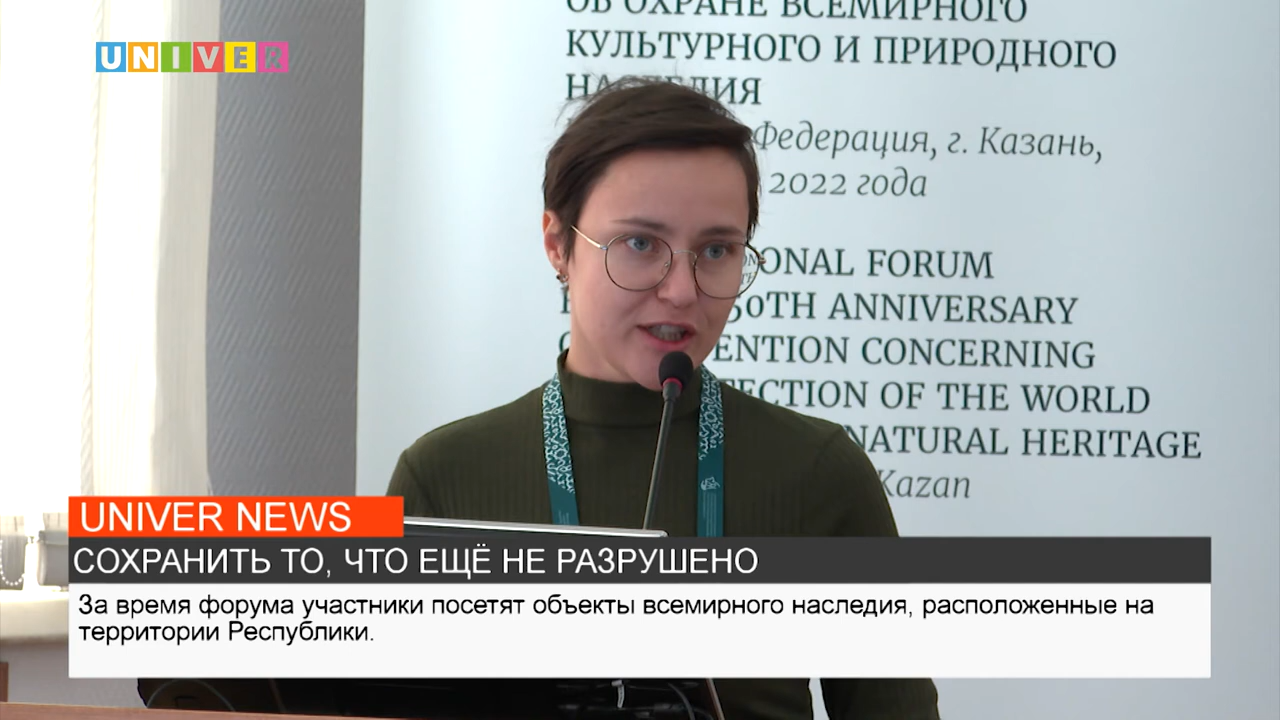 UNIVER
ОБ ОХРАНЕ ВСЕМИРНОГО
КУЛЬТУРНОГО И ПРИРОДНОГО
НАСЛЕДИЯ
Федерация, г. Казань,
2022 года
ONAL FORUM
50TH ANNIVERSARY
ENTION CONCERNING
ECTION OF THE WORLD
NATURAL HERITAGE
Kazan
UNIVER NEWS
СОХРАНИТЬ ТО, ЧТО ЕЩЁ НЕ РАЗРУШЕНО
За время форума участники посетят объекты всемирного наследия, расположенные на
территории Республики.